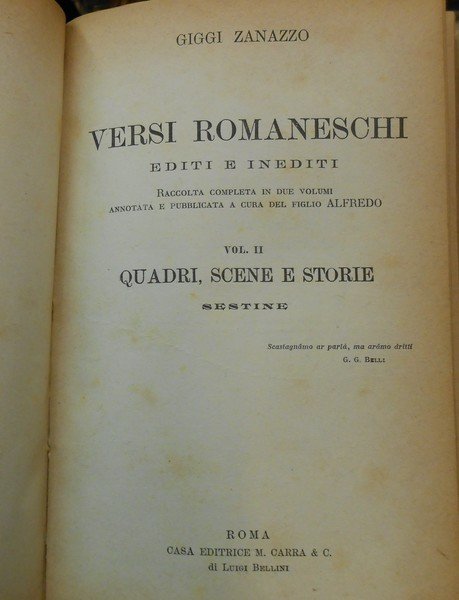 GIGGI ZANAZZO
VERSI ROMANESCHI
EDITI E INEDITI
RACCOLTA COMPLETA IN DUE VOLUMI
ANNOTATA E PUBBLICATA A CURA DEL FIGLIO ALFREDO
VOL. II
QUADRI, SCENE E STORIE
SESTINE
Scastagnámo ar parlà, ma arámo dritti
G. G. BELLI
ROMA
CASA EDITRICE M. CARRA & C.
di LUIGI BELLINI